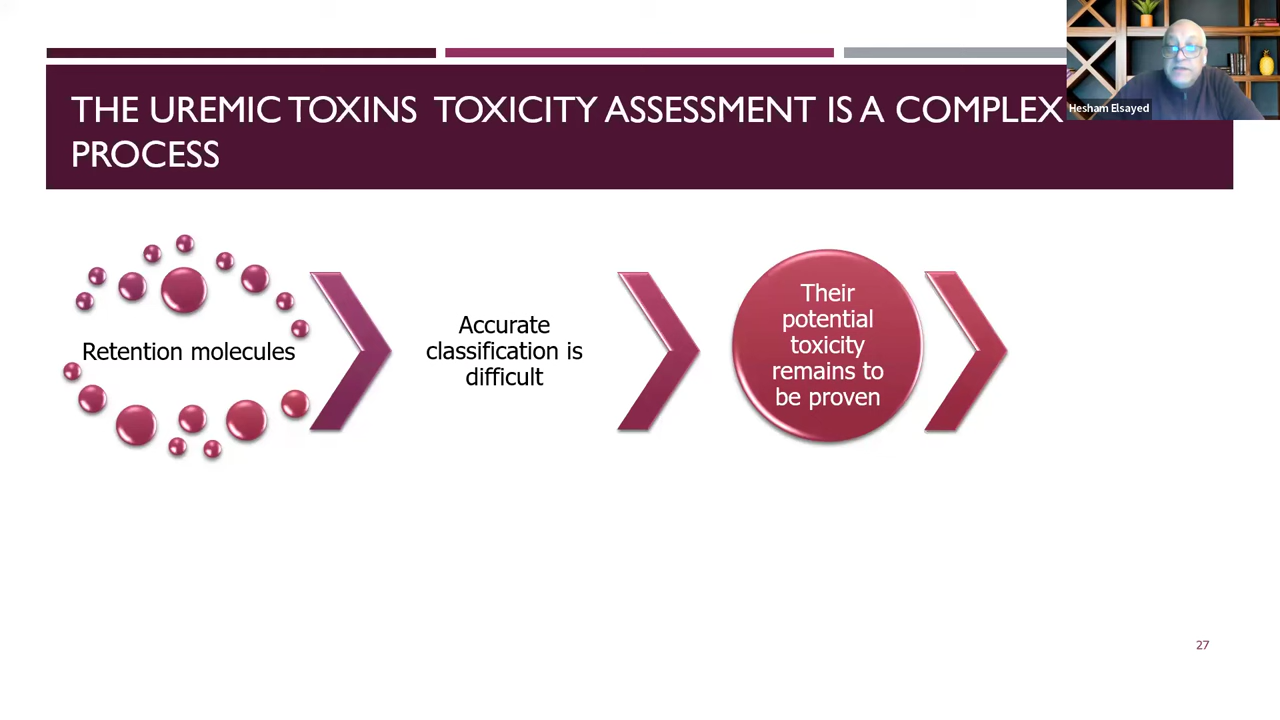 THE UREMIC TOXINS TOXICITY ASSESSMENT IS A COMPLEX
PROCESS
Hesham Elsayed
Retention molecules
Accurate
classification is
difficult
Their
potential
toxicity
remains to
be proven
27